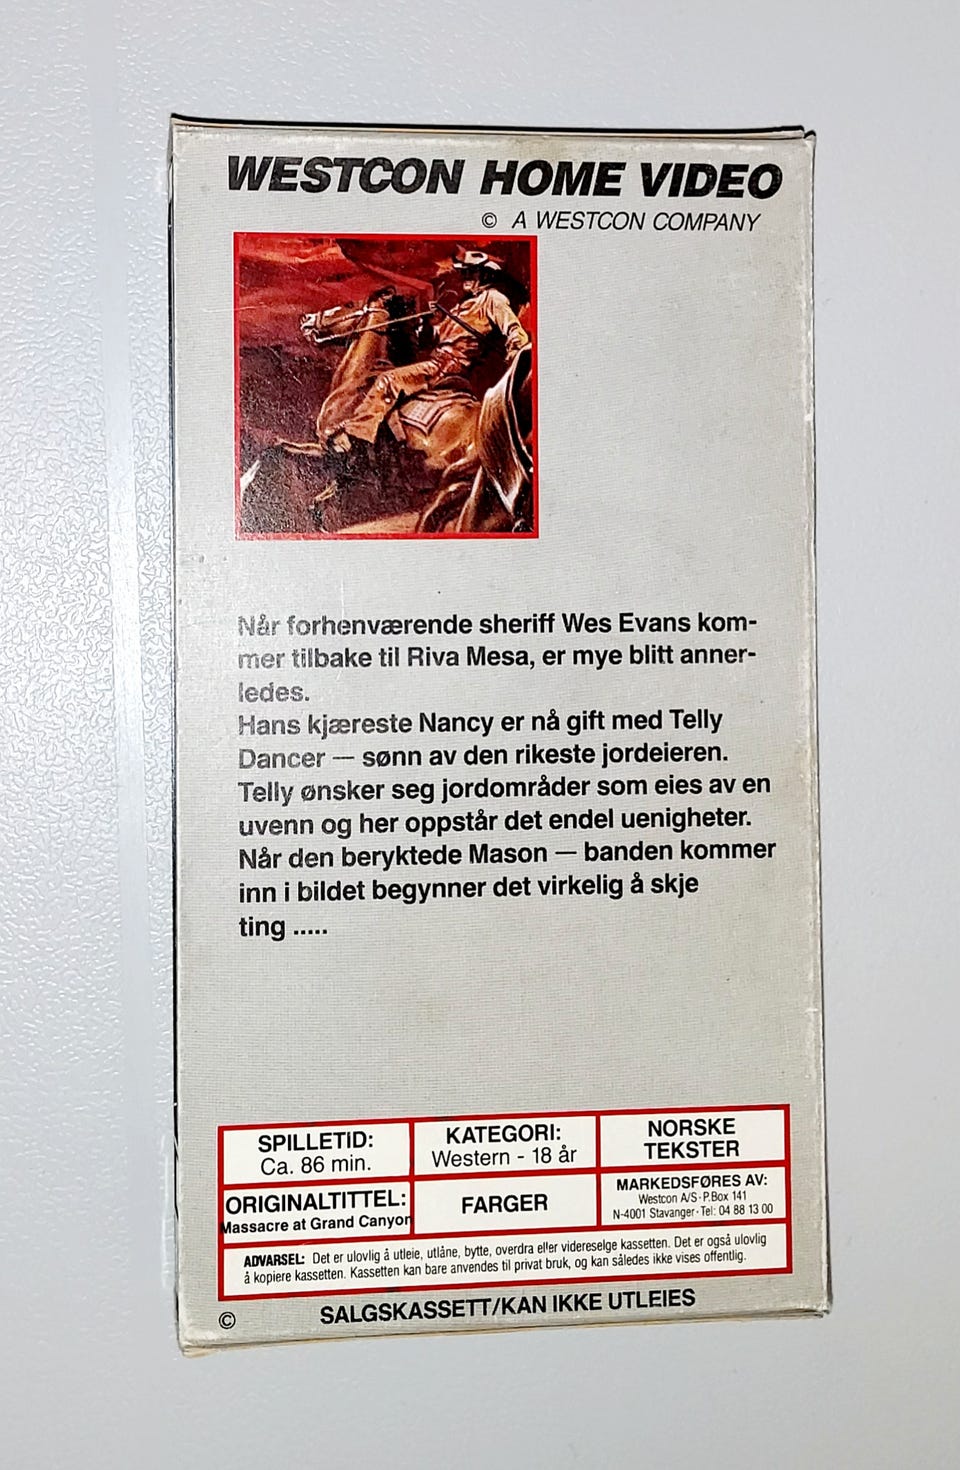 WESTCON HOME VIDEO
© A WESTCON COMPANY
Når forhenværende sheriff Wes Evans kom-
mer tilbake til Riva Mesa, er mye blitt anner-
ledes.
Hans kjæreste Nancy er nå gift med Telly
Dancer — sønn av den rikeste jordeieren.
Telly ønsker seg jordområder som eies av en
uvenn og her oppstår det endel uenigheter.
Når den beryktede Mason — banden kommer
inn i bildet begynner det virkelig å skje
ting .....
SPILLETID:
Ca. 86 min.
KATEGORI:
Western - 18 år
NORSKE
TEKSTER
ORIGINALTITTEL:
Massacre at Grand Canyon
FARGER
MARKEDSFØRES AV:
Westcon A/S · P.Box 141
N-4001 Stavanger · Tel: 04 88 13 00
ADVARSEL: Det er ulovlig å utleie, utlåne, bytte, overdra eller videreselge kassetten. Det er også ulovlig
å kopiere kassetten. Kassetten kan bare anvendes til privat bruk, og kan således ikke vises offentlig.
© SALGSKASSETT/KAN IKKE UTLEIES